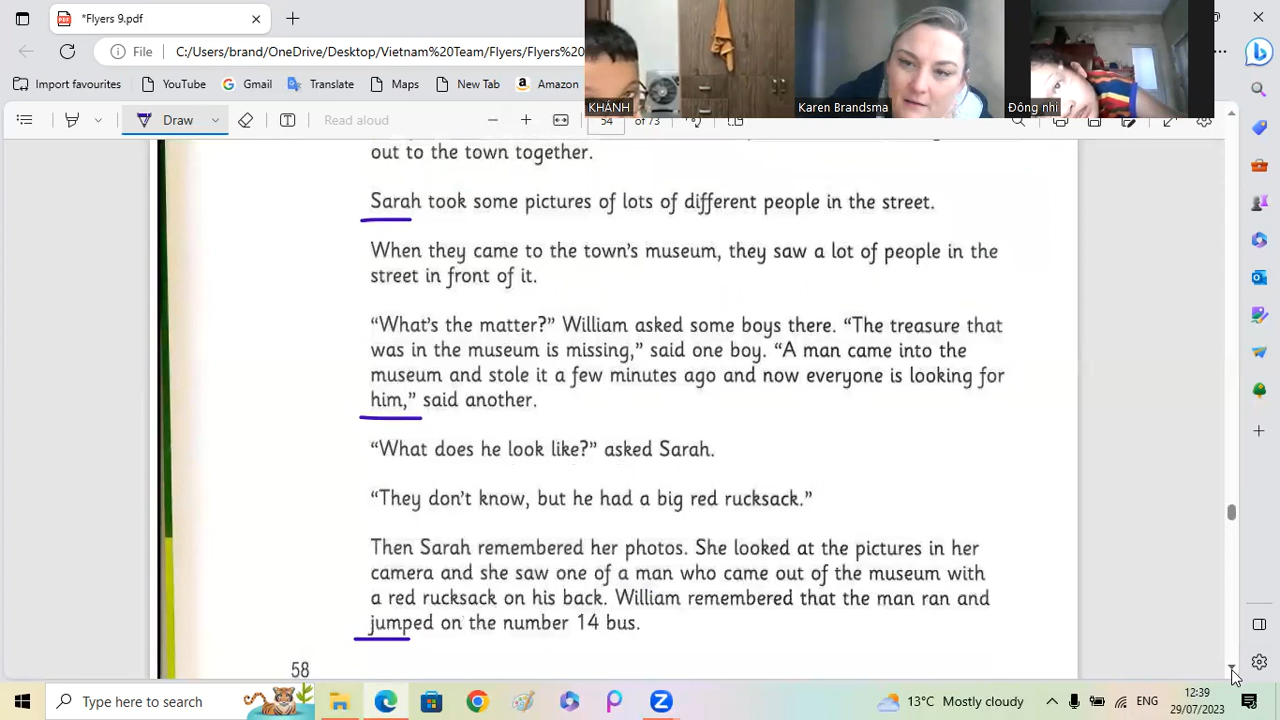 *Flyers 9.pdf
File
C:/Users/brand/OneDrive/Desktop/Vietnam%20Team/Flyers/Flyers%20
Import favourites
YouTube
Gmail
Translate
Playlists
New Tab
Amazon
KHÁNH
Karen Brandsma
Đông nhi
Draw
Read aloud
54
of 73
out to the town together.
Sarah took some pictures of lots of different people in the street.
When they came to the town's museum, they saw a lot of people in the
street in front of it.
“What's the matter?” William asked some boys there. “The treasure that
was in the museum is missing,” said one boy. “A man came into the
museum and stole it a few minutes ago and now everyone is looking for
him,” said another.
“What does he look like?” asked Sarah.
“They don't know, but he had a big red rucksack.”
Then Sarah remembered her photos. She looked at the pictures in her
camera and she saw one of a man who came out of the museum with
a red rucksack on his back. William remembered that the man ran and
jumped on the number 14 bus.
58
Type here to search
13°C Mostly cloudy
ENG
12:39
29/07/2023